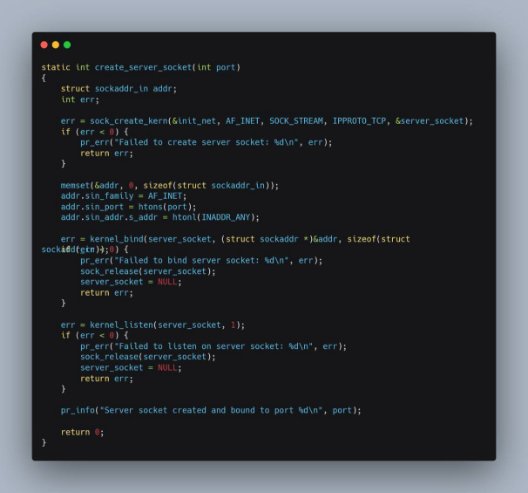 static int create_server_socket(int port)
{
    struct sockaddr_in addr;
    int err;

    err = sock_create_kern(&init_net, AF_INET, SOCK_STREAM, IPPROTO_TCP, &server_socket);
    if (err < 0) {
        pr_err("Failed to create server socket: %d\n", err);
        return err;
    }

    memset(&addr, 0, sizeof(struct sockaddr_in));
    addr.sin_family = AF_INET;
    addr.sin_port = htons(port);
    addr.sin_addr.s_addr = htonl(INADDR_ANY);

    err = kernel_bind(server_socket, (struct sockaddr *)&addr, sizeof(struct
0) {
        pr_err("Failed to bind server socket: %d\n", err);
        sock_release(server_socket);
        server_socket = NULL;
        return err;
    }

    err = kernel_listen(server_socket, 1);
    if (err < 0) {
        pr_err("Failed to listen on server socket: %d\n", err);
        sock_release(server_socket);
        server_socket = NULL;
        return err;
    }

    pr_info("Server socket created and bound to port %d\n", port);

    return 0;
}